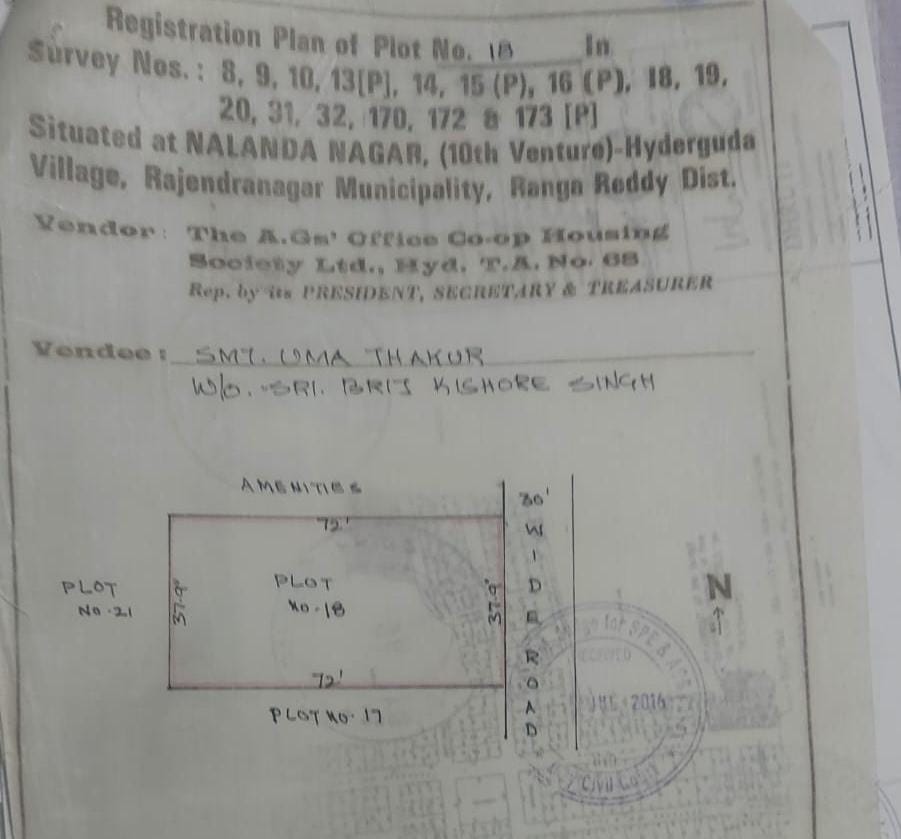 Registration Plan of Plot No. 18 In
Survey Nos. : 8, 9, 10, 13[P], 14, 15 (P), 16 (P), 18, 19,
20, 31, 32, 170, 172 & 173 [P]
Situated at NALANDA NAGAR, (10th Venture)-Hyderguda
Village, Rajendranagar Municipality, Ranga Reddy Dist.
Vendor : The A.Gs' Office Co-op Housing
Society Ltd., Hyd. T.A. No. 68
Rep. by its PRESIDENT, SECRETARY & TREASURER
Vendee : SMT. UMA THAKUR
W/O. SRI. BRIJ KISHORE SINGH
AMENITIES
72'
PLOT
No. 21
37.9"
PLOT
No. 18
37.9"
72'
PLOT No. 17
30' WIDE ROAD
N
for SPE &
2016
Civil